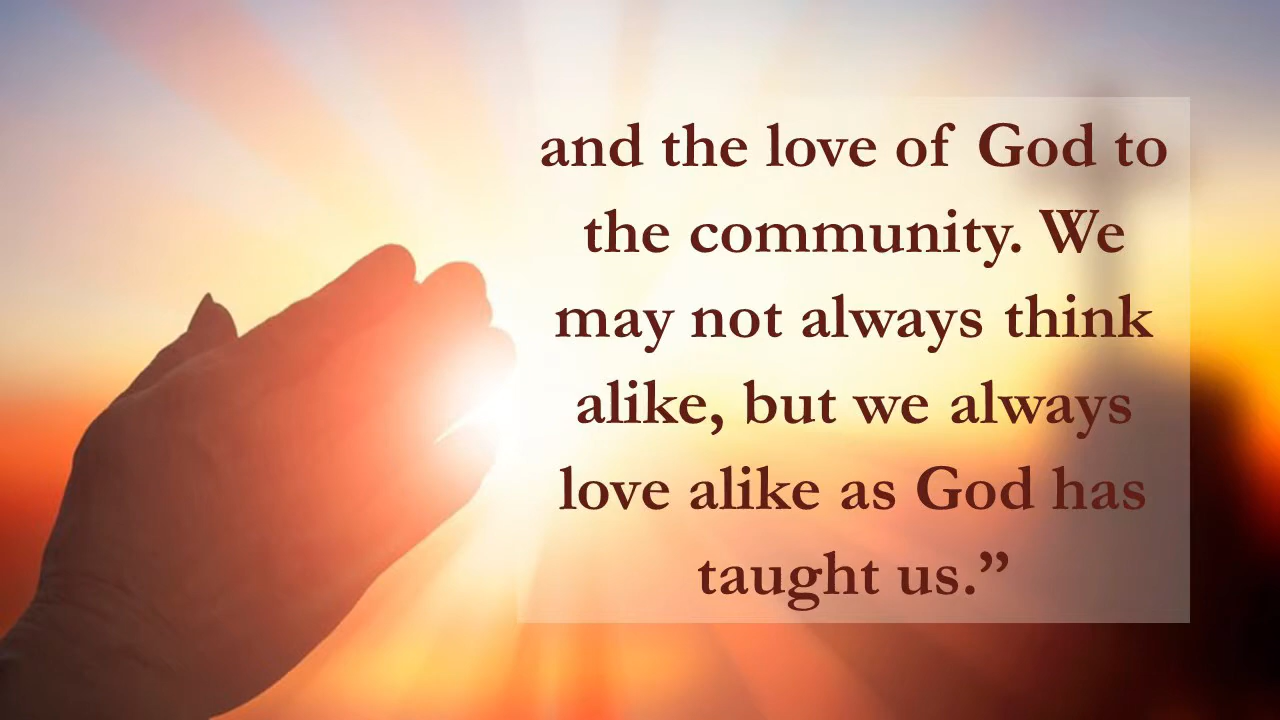 and the love of God to
the community. We
may not always think
alike, but we always
love alike as God has
taught us.”